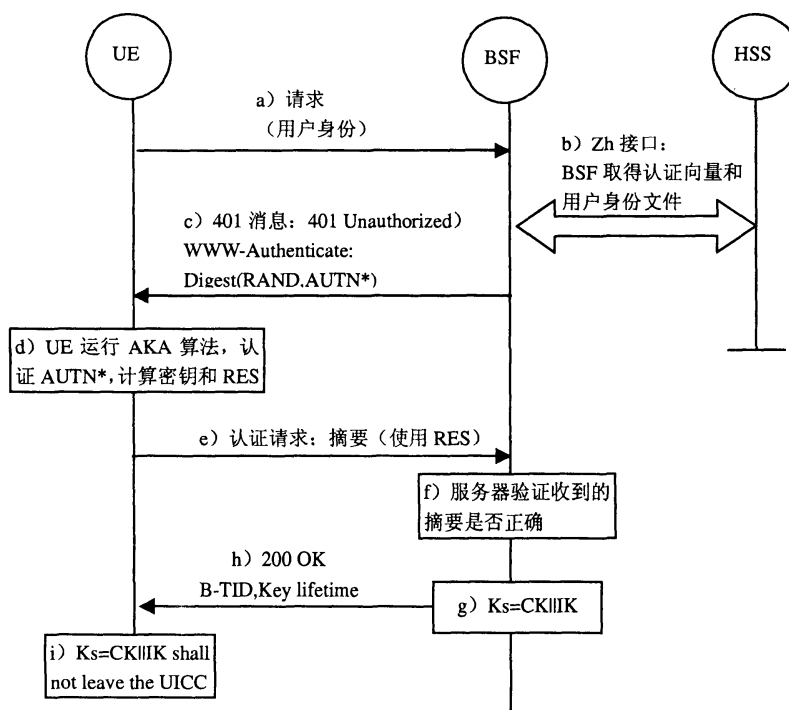 UE
BSF
HSS
a）请求
（用户身份）
b）Zh 接口：
BSF 取得认证向量和
用户身份文件
c）401 消息：401 Unauthorized）
WWW-Authenticate:
Digest(RAND,AUTN*)
d）UE 运行 AKA 算法，认
证 AUTN*，计算密钥和 RES
e）认证请求：摘要（使用 RES）
f）服务器验证收到的
摘要是否正确
h）200 OK
B-TID,Key lifetime
g）Ks=CK||IK
i）Ks=CK||IK shall
not leave the UICC